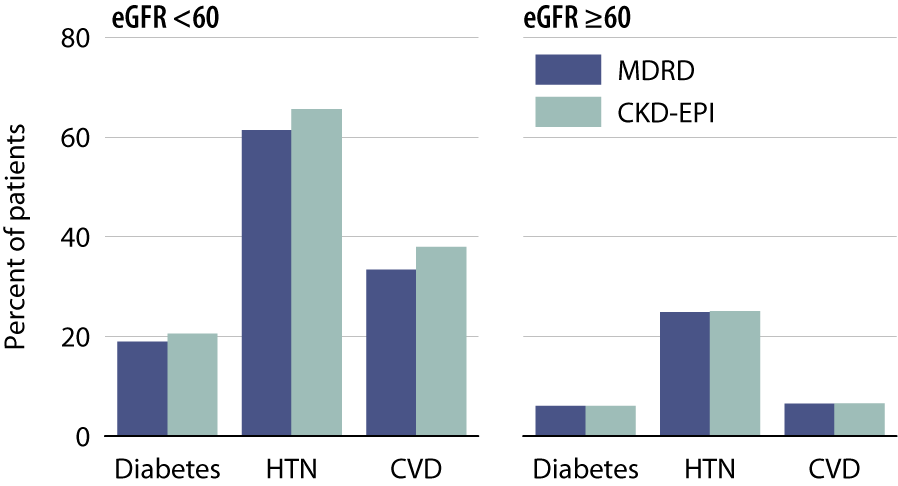 eGFR <60
eGFR ≥60
Percent of patients
80
60
40
20
0
MDRD
CKD-EPI
Diabetes HTN CVD
Diabetes HTN CVD